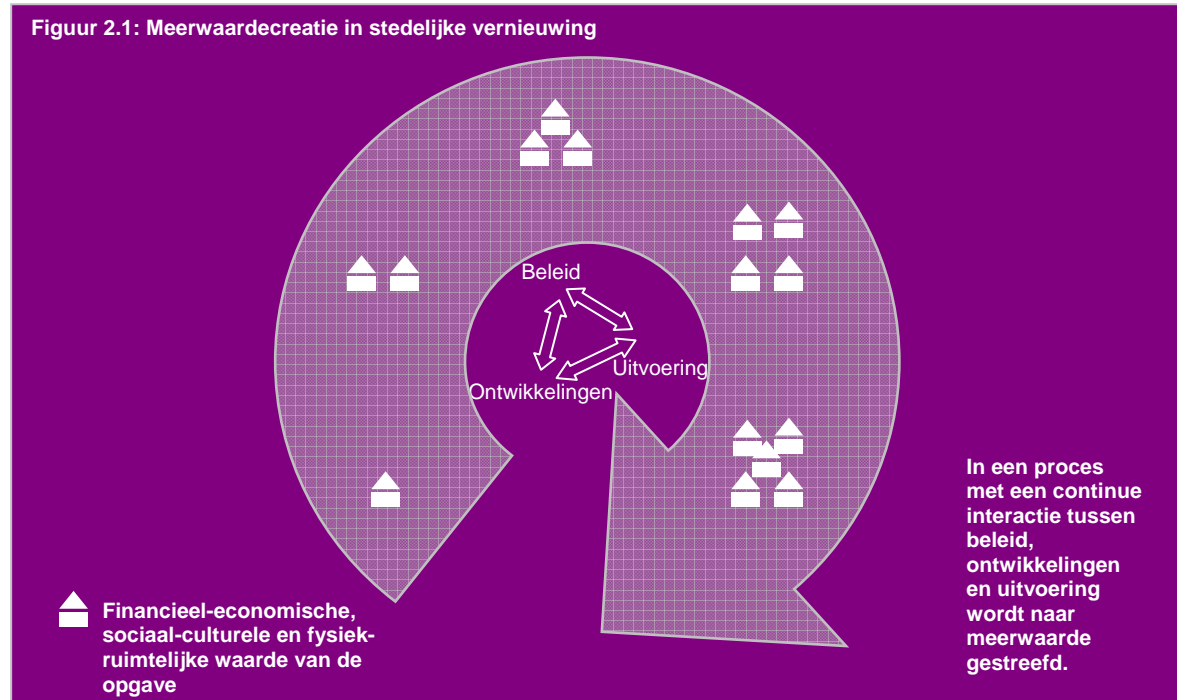 Figuur 2.1: Meerwaardecreatie in stedelijke vernieuwing
Beleid
Uitvoering
Ontwikkelingen
In een proces
met een continue
interactie tussen
beleid,
ontwikkelingen
en uitvoering
wordt naar
meerwaarde
gestreefd.
Financieel-economische,
sociaal-culturele en fysiek-
ruimtelijke waarde van de
opgave